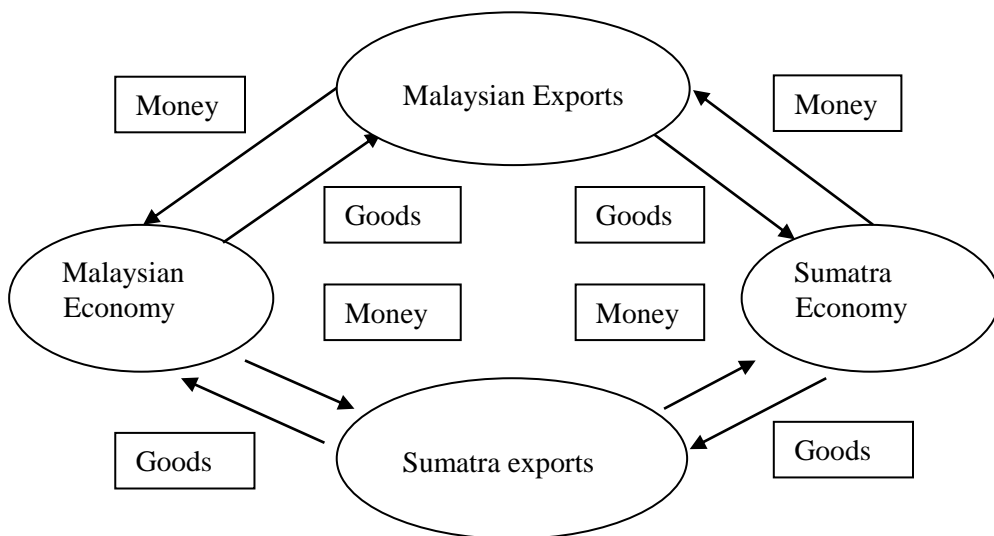 Money
Malaysian Exports
Money
Goods
Goods
Malaysian
Economy
Money
Money
Sumatra
Economy
Goods
Sumatra exports
Goods